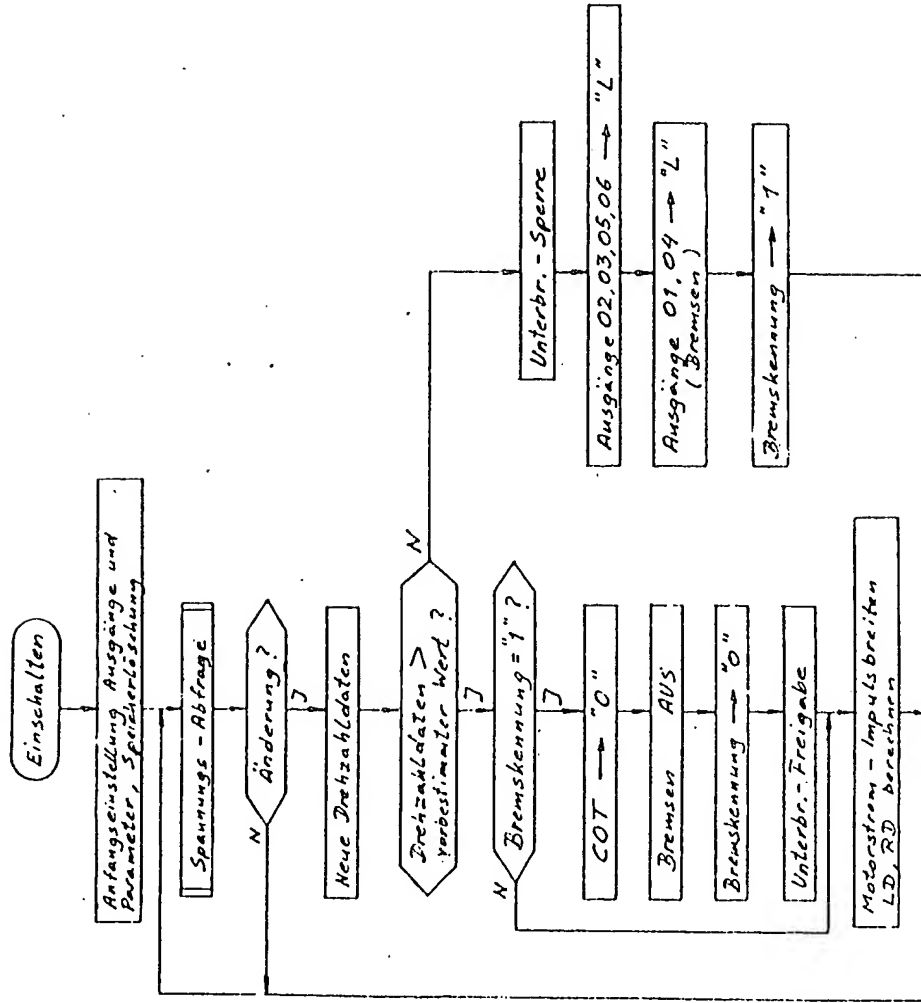 Einschalten
Anfangseinstellung Ausgänge und
Parameter, Speicherlöschung
Spannungs-Abfrage
Änderung?
N
J
Neue Drehzahldaten
Drehzahldaten >
vorbestimmter Wert?
N
J
Bremskennung="1"?
N
J
COT → "0"
Bremsen AUS
Bremskennung → "0"
Unterbr.-Freigabe
Motorstrom-Impulsbreiten
LD, RD berechnen
Unterbr.-Sperre
Ausgänge 02,03,05,06 → "L"
Ausgänge 01,04 → "L"
(Bremsen)
Bremskennung → "1"